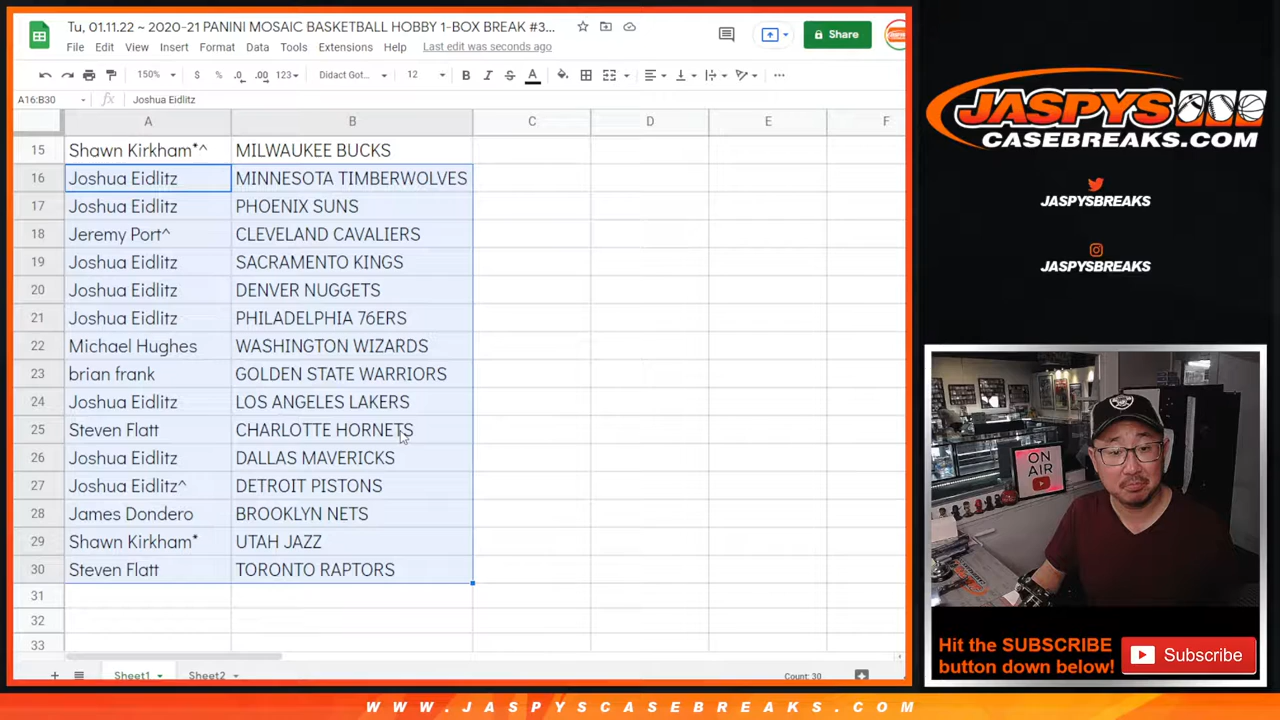 Tu, 01.11.22 ~ 2020-21 PANINI MOSAIC BASKETBALL HOBBY 1-BOX BREAK #3...
File Edit View Insert Format Data Tools Extensions Help Last edit was seconds ago
Share
150% $ % .0 .00 123 Didact Got... 12 B I S A
A16:B30 fx Joshua Eidlitz
A B C D E F
15 Shawn Kirkham*^ MILWAUKEE BUCKS
16 Joshua Eidlitz MINNESOTA TIMBERWOLVES
17 Joshua Eidlitz PHOENIX SUNS
18 Jeremy Port^ CLEVELAND CAVALIERS
19 Joshua Eidlitz SACRAMENTO KINGS
20 Joshua Eidlitz DENVER NUGGETS
21 Joshua Eidlitz PHILADELPHIA 76ERS
22 Michael Hughes WASHINGTON WIZARDS
23 brian frank GOLDEN STATE WARRIORS
24 Joshua Eidlitz LOS ANGELES LAKERS
25 Steven Flatt CHARLOTTE HORNETS
26 Joshua Eidlitz DALLAS MAVERICKS
27 Joshua Eidlitz^ DETROIT PISTONS
28 James Dondero BROOKLYN NETS
29 Shawn Kirkham* UTAH JAZZ
30 Steven Flatt TORONTO RAPTORS
31
32
33
Sheet1 Sheet2 Count: 30
JASPYS
CASEBREAKS.COM
JASPYSBREAKS
JASPYSBREAKS
ON
AIR
Hit the SUBSCRIBE
button down below!
Subscribe
WWW.JASPYSCASEBREAKS.COM